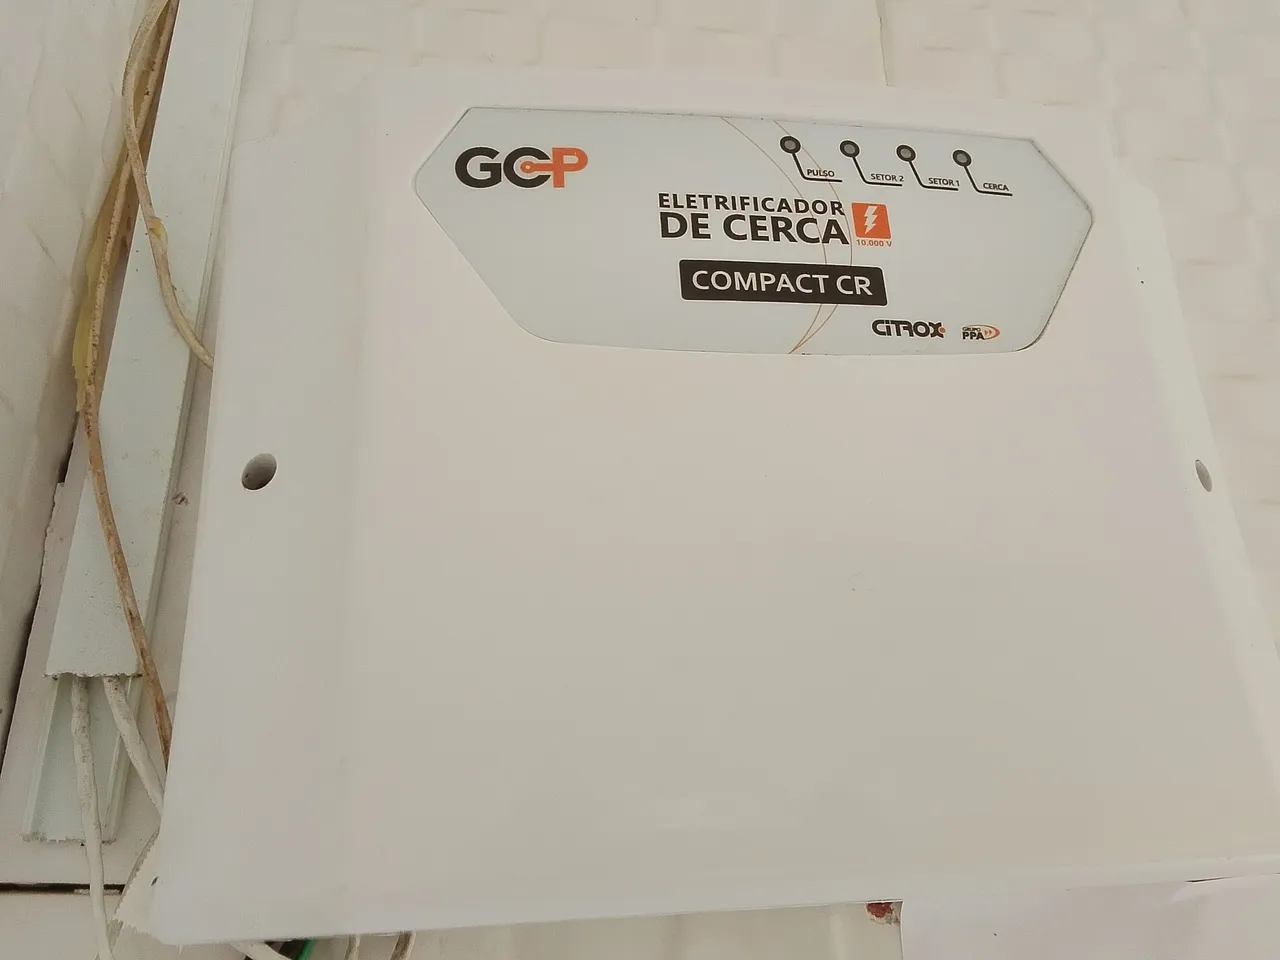 GCP
PULSO
SETOR 2
SETOR 1
CERCA
ELETRIFICADOR
DE CERCA
10.000 V
COMPACT CR
CiTROX
GRUPO
PPA